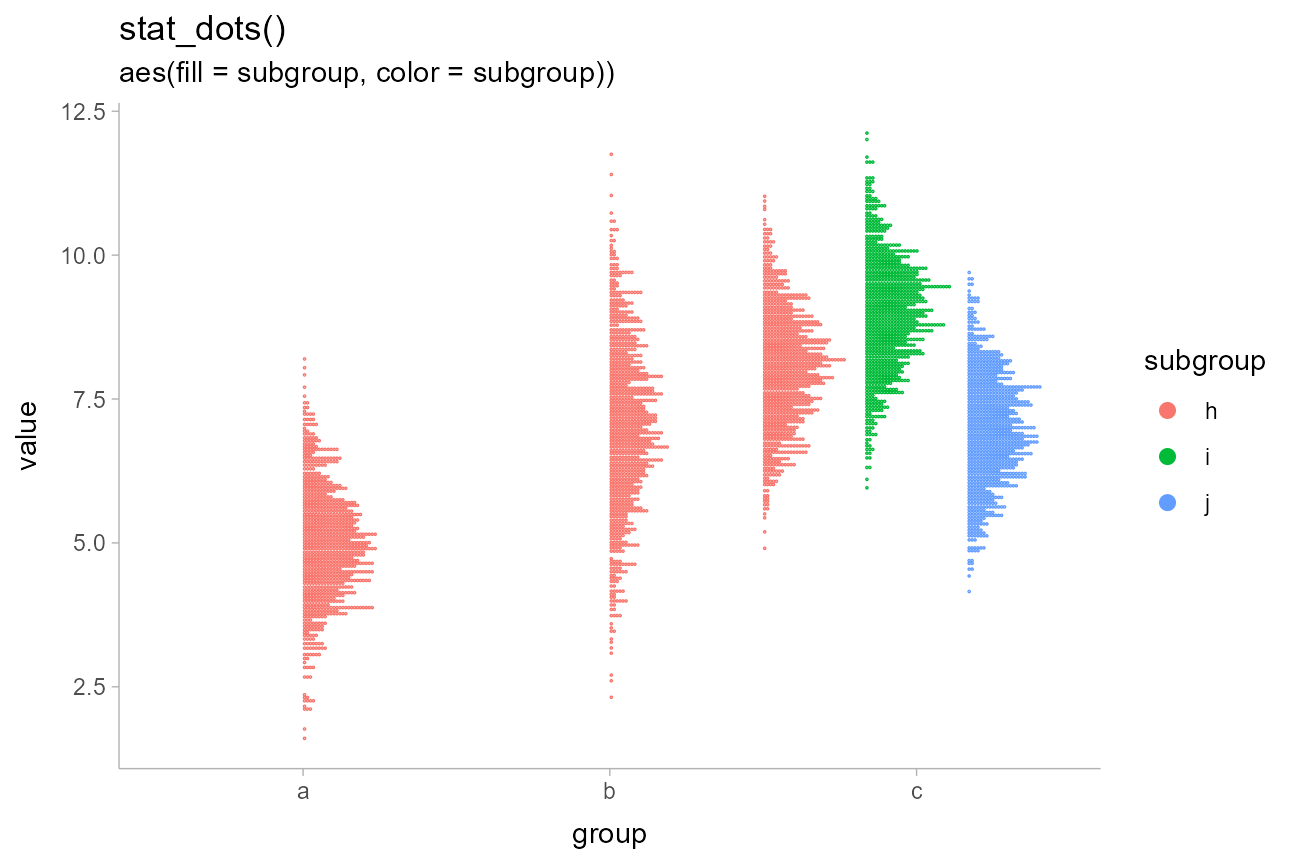 stat_dots()
aes(fill = subgroup, color = subgroup))
12.5
10.0
7.5
5.0
2.5
value
a
b
c
group
subgroup
h
i
j